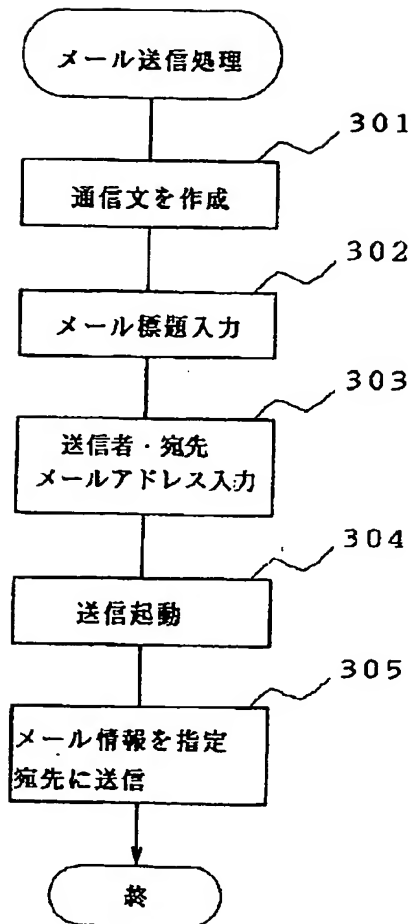 メール送信処理
301
通信文を作成
302
メール標題入力
303
送信者・宛先
メールアドレス入力
304
送信起動
305
メール情報を指定
宛先に送信
終